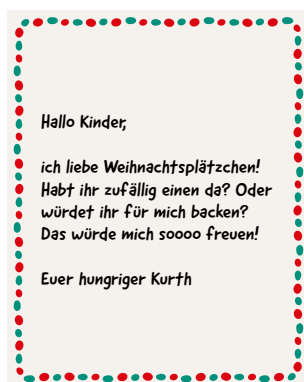 Hallo Kinder,
ich liebe Weihnachtsplätzchen!
Habt ihr zufällig einen da? Oder
würdet ihr für mich backen?
Das würde mich soooo freuen!
Euer hungriger Kurth